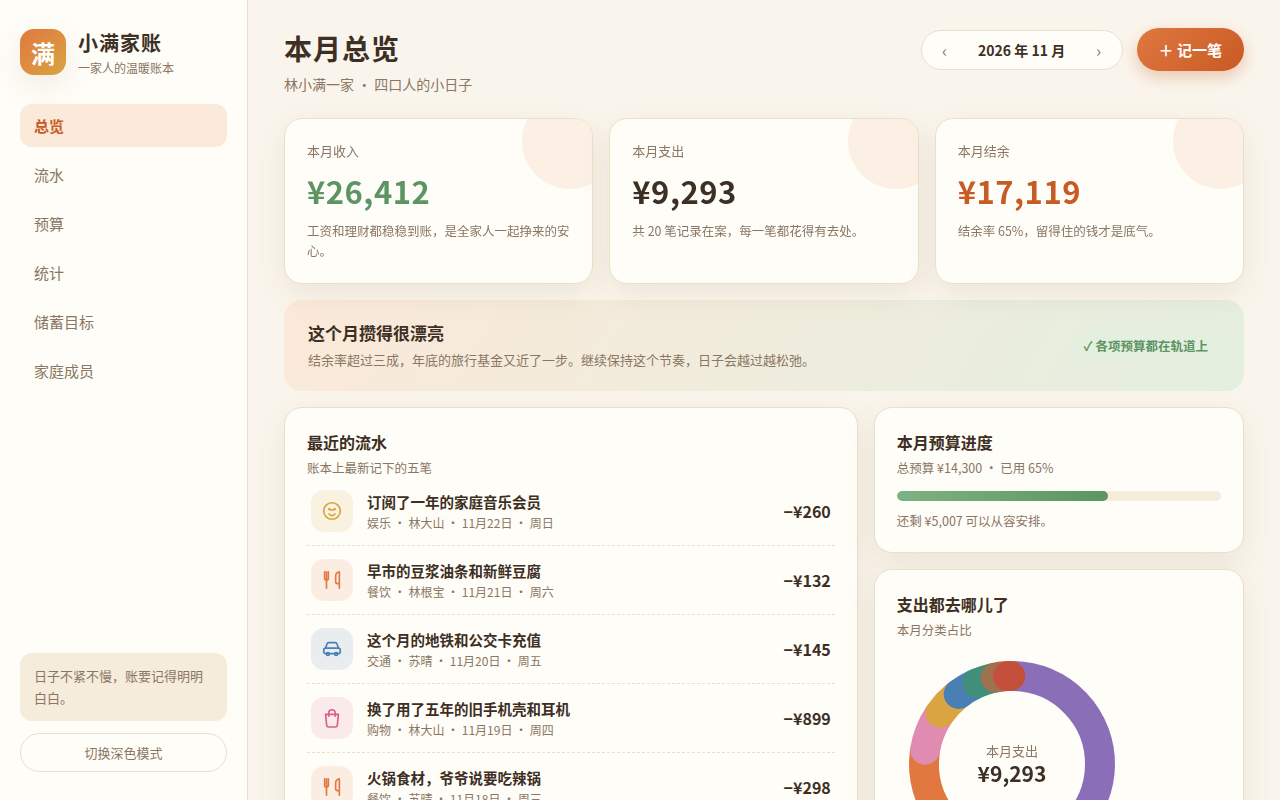 满
小满家账
一家人的温暖账本
总览
流水
预算
统计
储蓄目标
家庭成员
日子不紧不慢，账要记得明明
白白。
切换深色模式
本月总览
林小满一家 · 四口人的小日子
‹ 2026 年 11 月 ›
＋ 记一笔
本月收入
¥26,412
工资和理财都稳稳到账，是全家人一起挣来的安
心。
本月支出
¥9,293
共 20 笔记录在案，每一笔都花得有去处。
本月结余
¥17,119
结余率 65%，留得住的钱才是底气。
这个月攒得很漂亮
结余率超过三成，年底的旅行基金又近了一步。继续保持这个节奏，日子会越过越松弛。
✓ 各项预算都在轨道上
最近的流水
账本上最新记下的五笔
订阅了一年的家庭音乐会员
娱乐 · 林大山 · 11月22日 · 周日
−¥260
早市的豆浆油条和新鲜豆腐
餐饮 · 林根宝 · 11月21日 · 周六
−¥132
这个月的地铁和公交卡充值
交通 · 苏晴 · 11月20日 · 周五
−¥145
换了用了五年的旧手机壳和耳机
购物 · 林大山 · 11月19日 · 周四
−¥899
火锅食材，爷爷说要吃辣锅
餐饮 · 苏晴 · 11月18日 · 周三
−¥298
本月预算进度
总预算 ¥14,300 · 已用 65%
还剩 ¥5,007 可以从容安排。
支出都去哪儿了
本月分类占比
本月支出
¥9,293